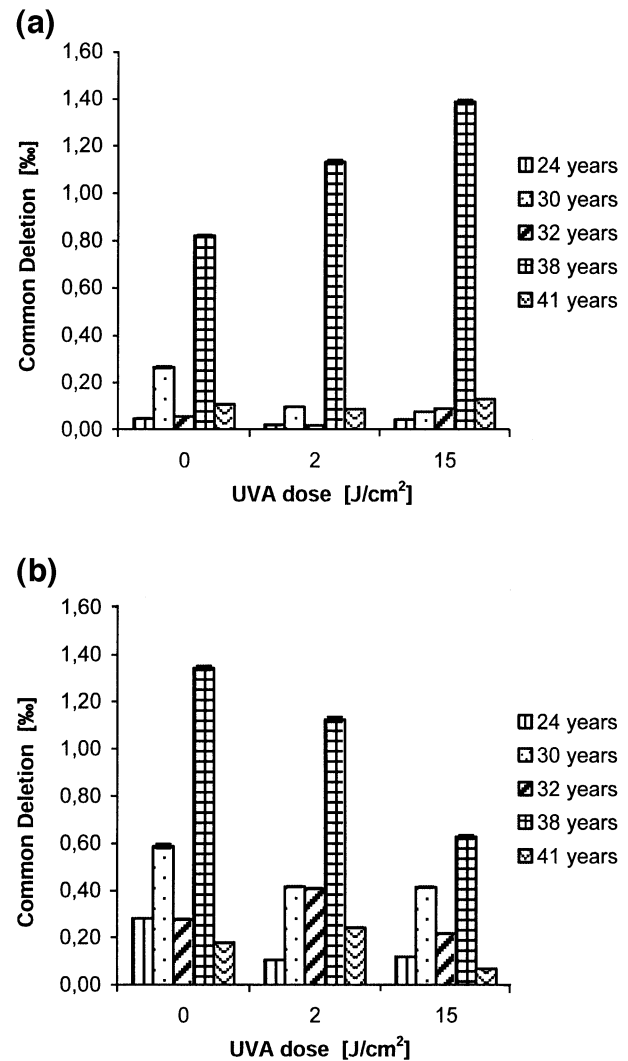 (a)
1,60
1,40
1,20
1,00
0,80
0,60
0,40
0,20
0,00
Common Deletion [‰]
0 2 15
UVA dose [J/cm²]
24 years
30 years
32 years
38 years
41 years
(b)
1,60
1,40
1,20
1,00
0,80
0,60
0,40
0,20
0,00
Common Deletion [‰]
0 2 15
UVA dose [J/cm²]
24 years
30 years
32 years
38 years
41 years